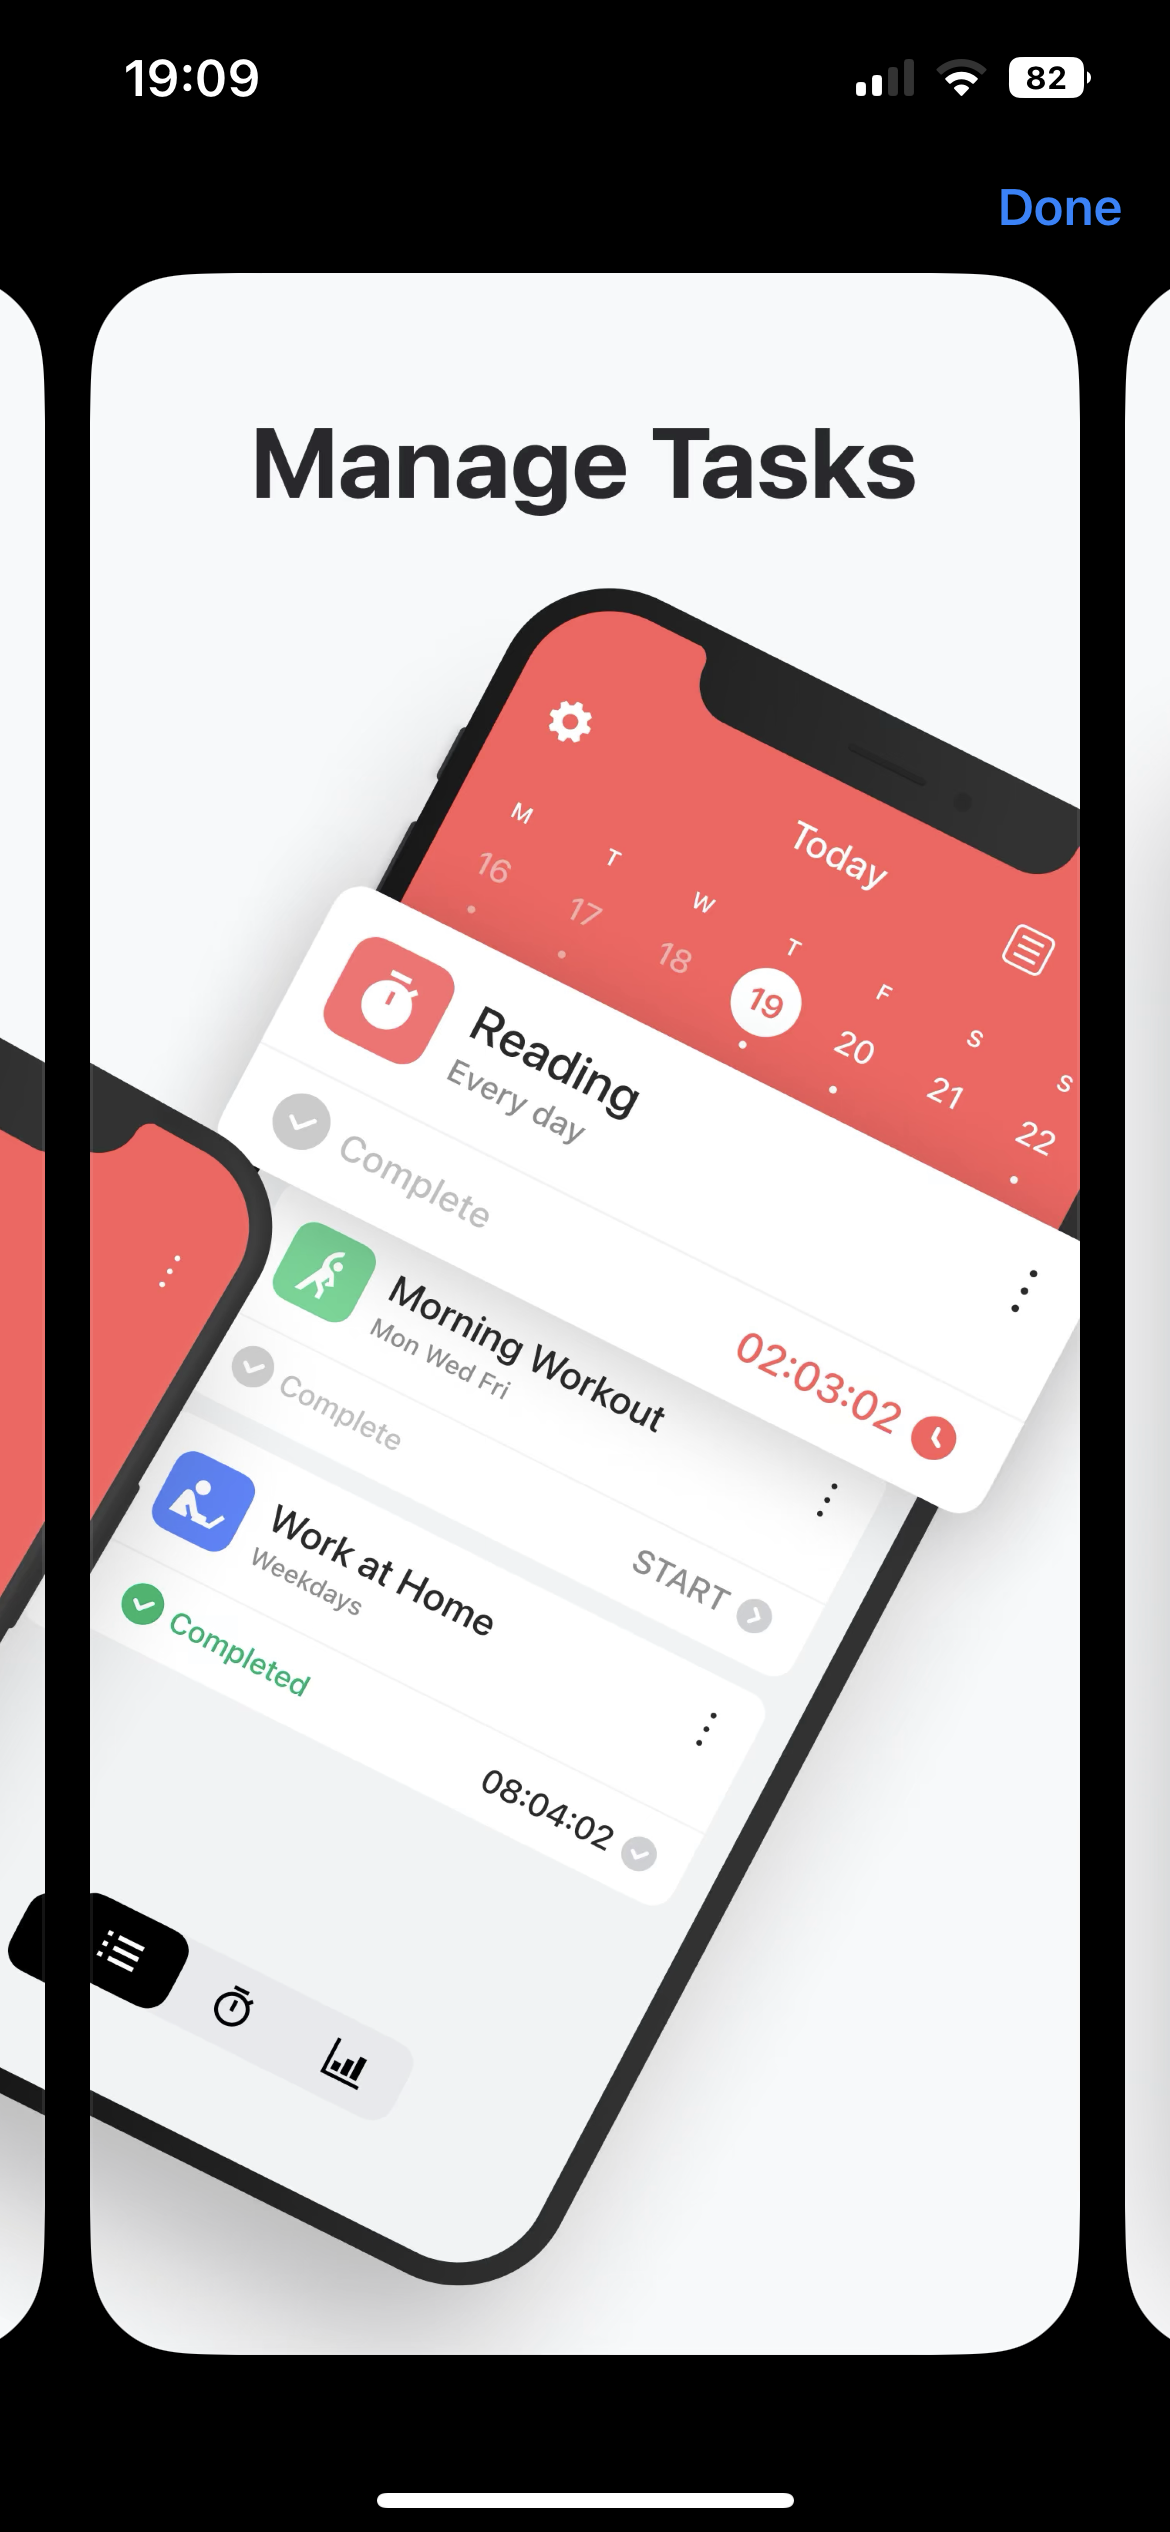 19:09
82
Done
Manage Tasks
Today
M T W T F S S
16 17 18 19 20 21 22
Reading
Every day
Complete
02:03:02
Morning Workout
Mon Wed Fri
Complete
START
Work at Home
Weekdays
Completed
08:04:02